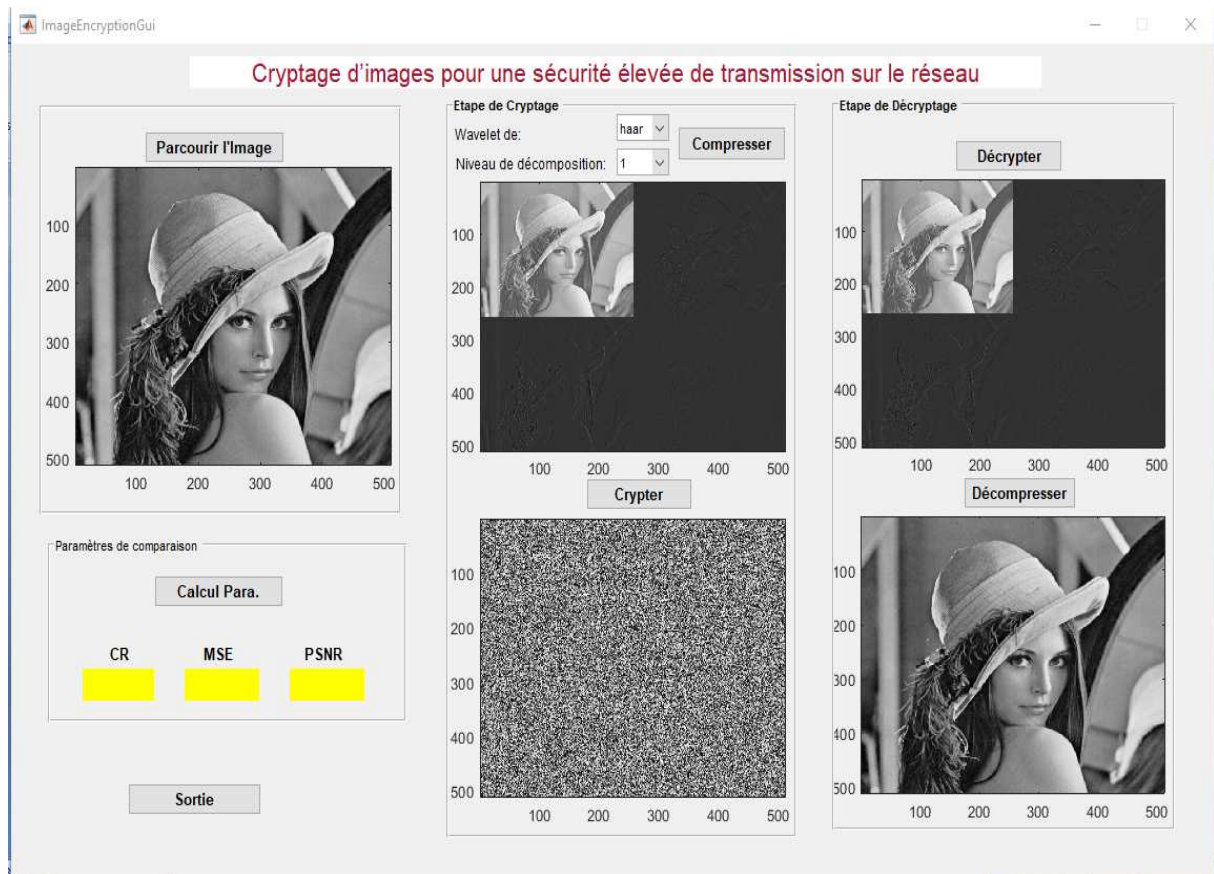 ImageEncryptionGui
Cryptage d'images pour une sécurité élevée de transmission sur le réseau
Parcourir l'Image
100
200
300
400
500
100 200 300 400 500
Paramètres de comparaison
Calcul Para.
CR MSE PSNR
Sortie
Etape de Cryptage
Wavelet de: haar
Compresser
Niveau de décomposition: 1
100
200
300
400
500
100 200 300 400 500
Crypter
100
200
300
400
500
100 200 300 400 500
Etape de Décryptage
Décrypter
100
200
300
400
500
100 200 300 400 500
Décompresser
100
200
300
400
500
100 200 300 400 500